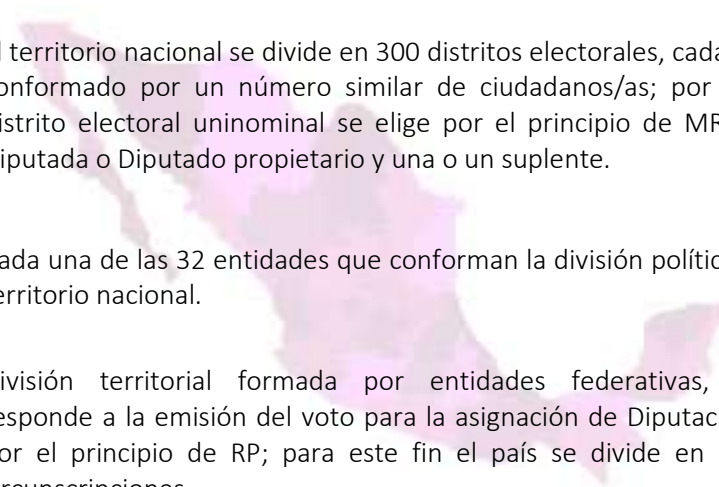 l territorio nacional se divide en 300 distritos electorales, cada
onformado por un número similar de ciudadanos/as; por
istrito electoral uninominal se elige por el principio de MR
iputada o Diputado propietario y una o un suplente.
ada una de las 32 entidades que conforman la división polític
erritorio nacional.
ivisión territorial formada por entidades federativas,
esponde a la emisión del voto para la asignación de Diputac
or el principio de RP; para este fin el país se divide en
rcunscripciones